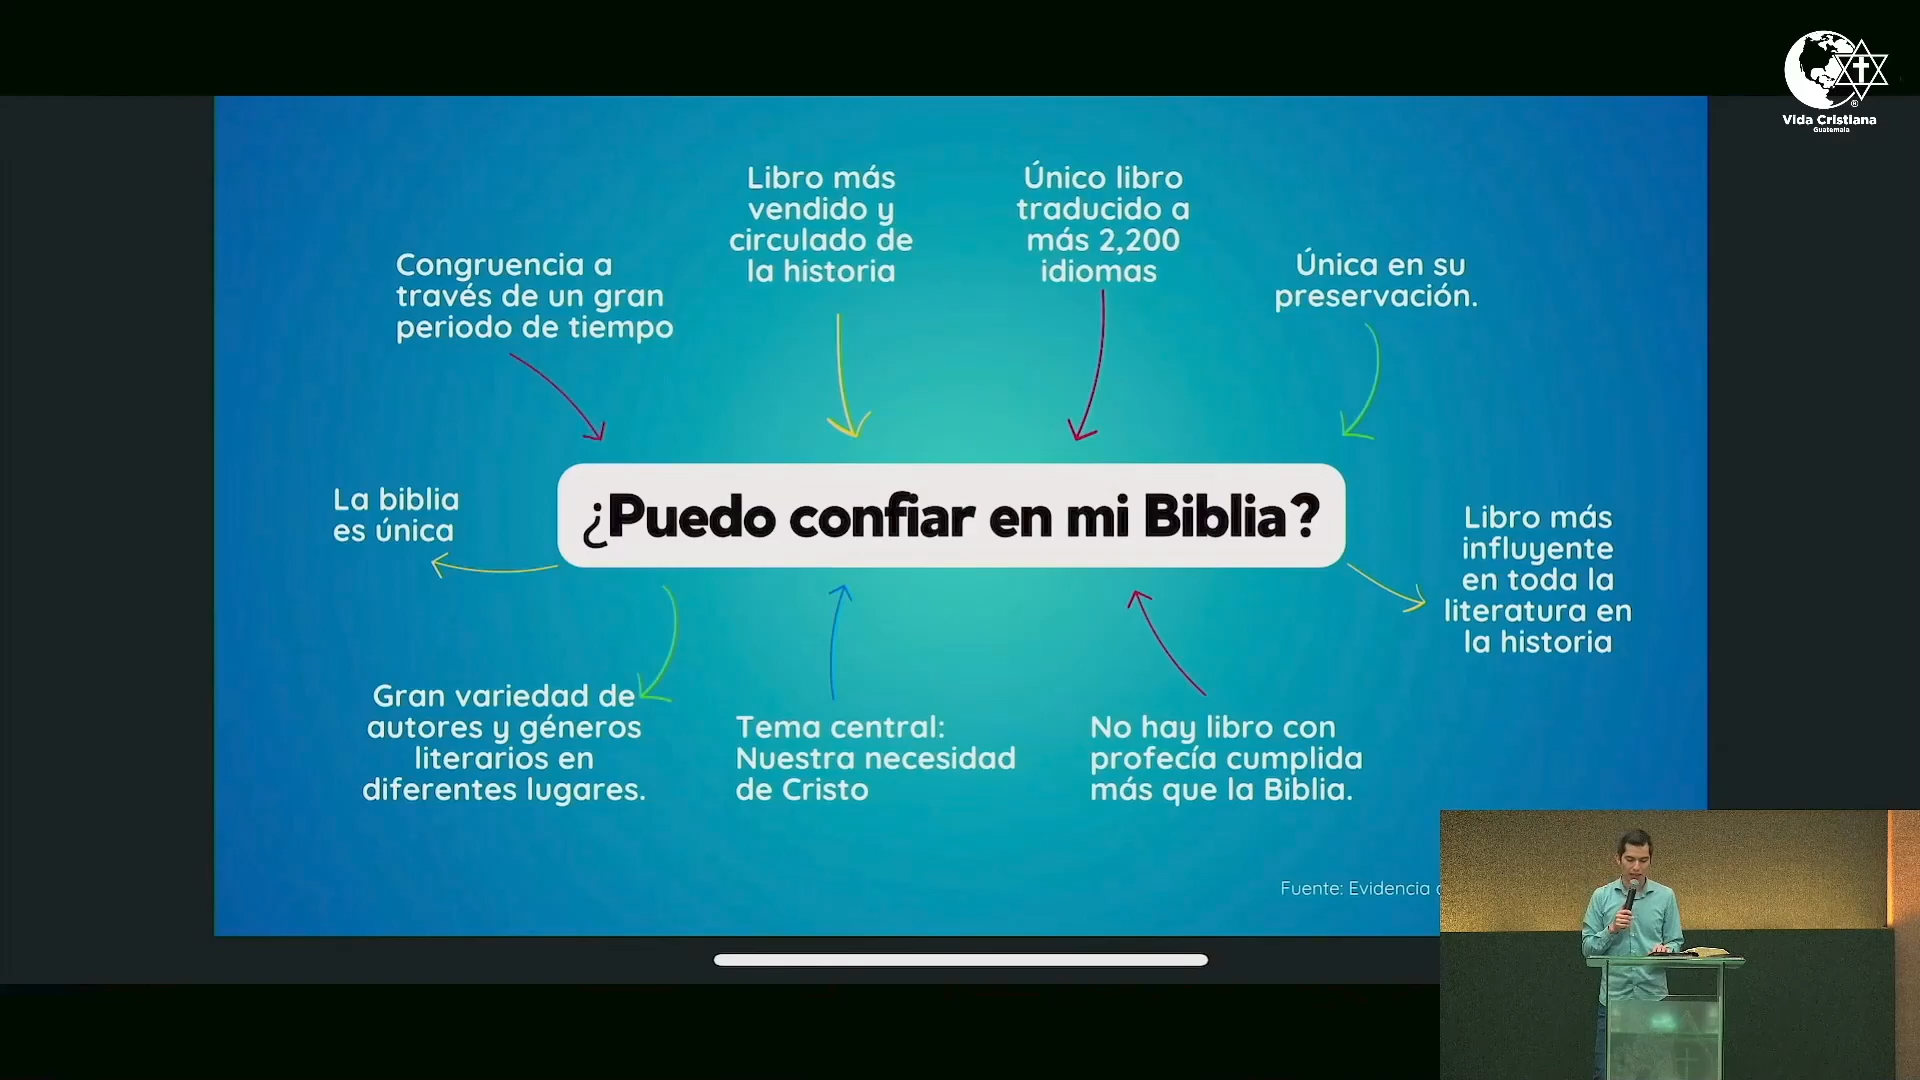 Vida Cristiana
Guatemala
Libro más
vendido y
circulado de
la historia
Único libro
traducido a
más 2,200
idiomas
Congruencia a
través de un gran
periodo de tiempo
Única en su
preservación.
¿Puedo confiar en mi Biblia?
La biblia
es única
Libro más
influyente
en toda la
literatura en
la historia
Gran variedad de
autores y géneros
literarios en
diferentes lugares.
Tema central:
Nuestra necesidad
de Cristo
No hay libro con
profecía cumplida
más que la Biblia.
Fuente: Evidencia